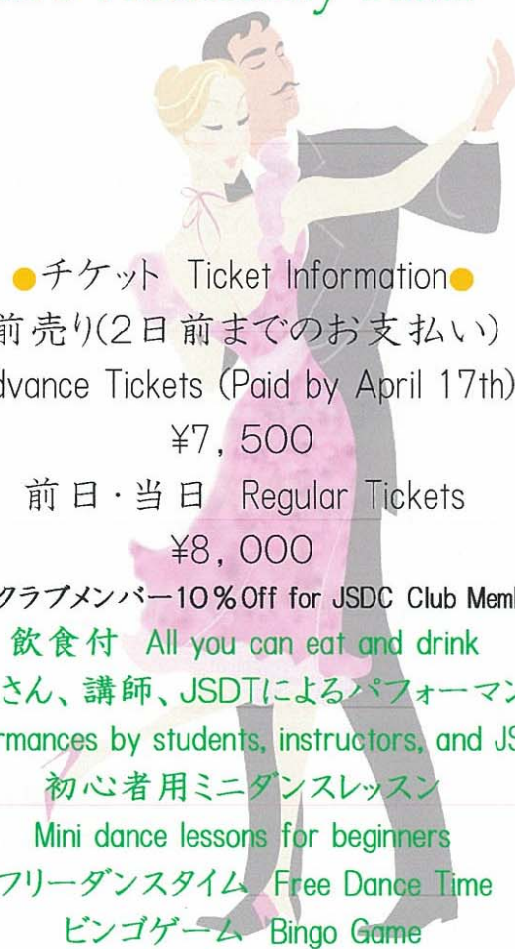 ●チケット Ticket Information●
前売り(2日前までのお支払い)
dvance Tickets (Paid by April 17th)
¥7,500
前日・当日 Regular Tickets
¥8,000
クラブメンバー10%Off for JSDC Club Mem
飲食付 All you can eat and drink
さん、講師、JSDTによるパフォーマン
rmances by students, instructors, and JS
初心者用ミニダンスレッスン
Mini dance lessons for beginners
フリーダンスタイム Free Dance Time
ビンゴゲーム Bingo Game